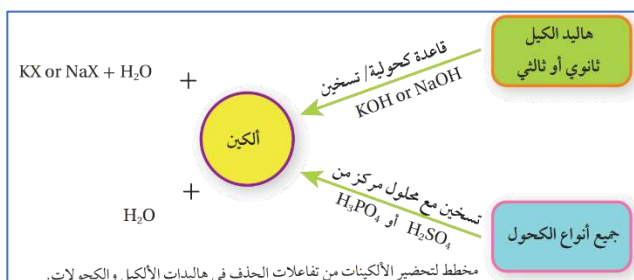 هاليد الكيل
ثانوي أو ثالثي
قاعدة كحولية/ تسخين
KOH or NaOH
KX or NaX + H₂O
+
ألكين
+
H₂O
تسخين مع محلول مركز من
H₂SO₄ أو H₃PO₄
جميع أنواع الكحول
مخطط لتحضير الألكينات من تفاعلات الحذف في هاليدات الألكيل والكحولات.